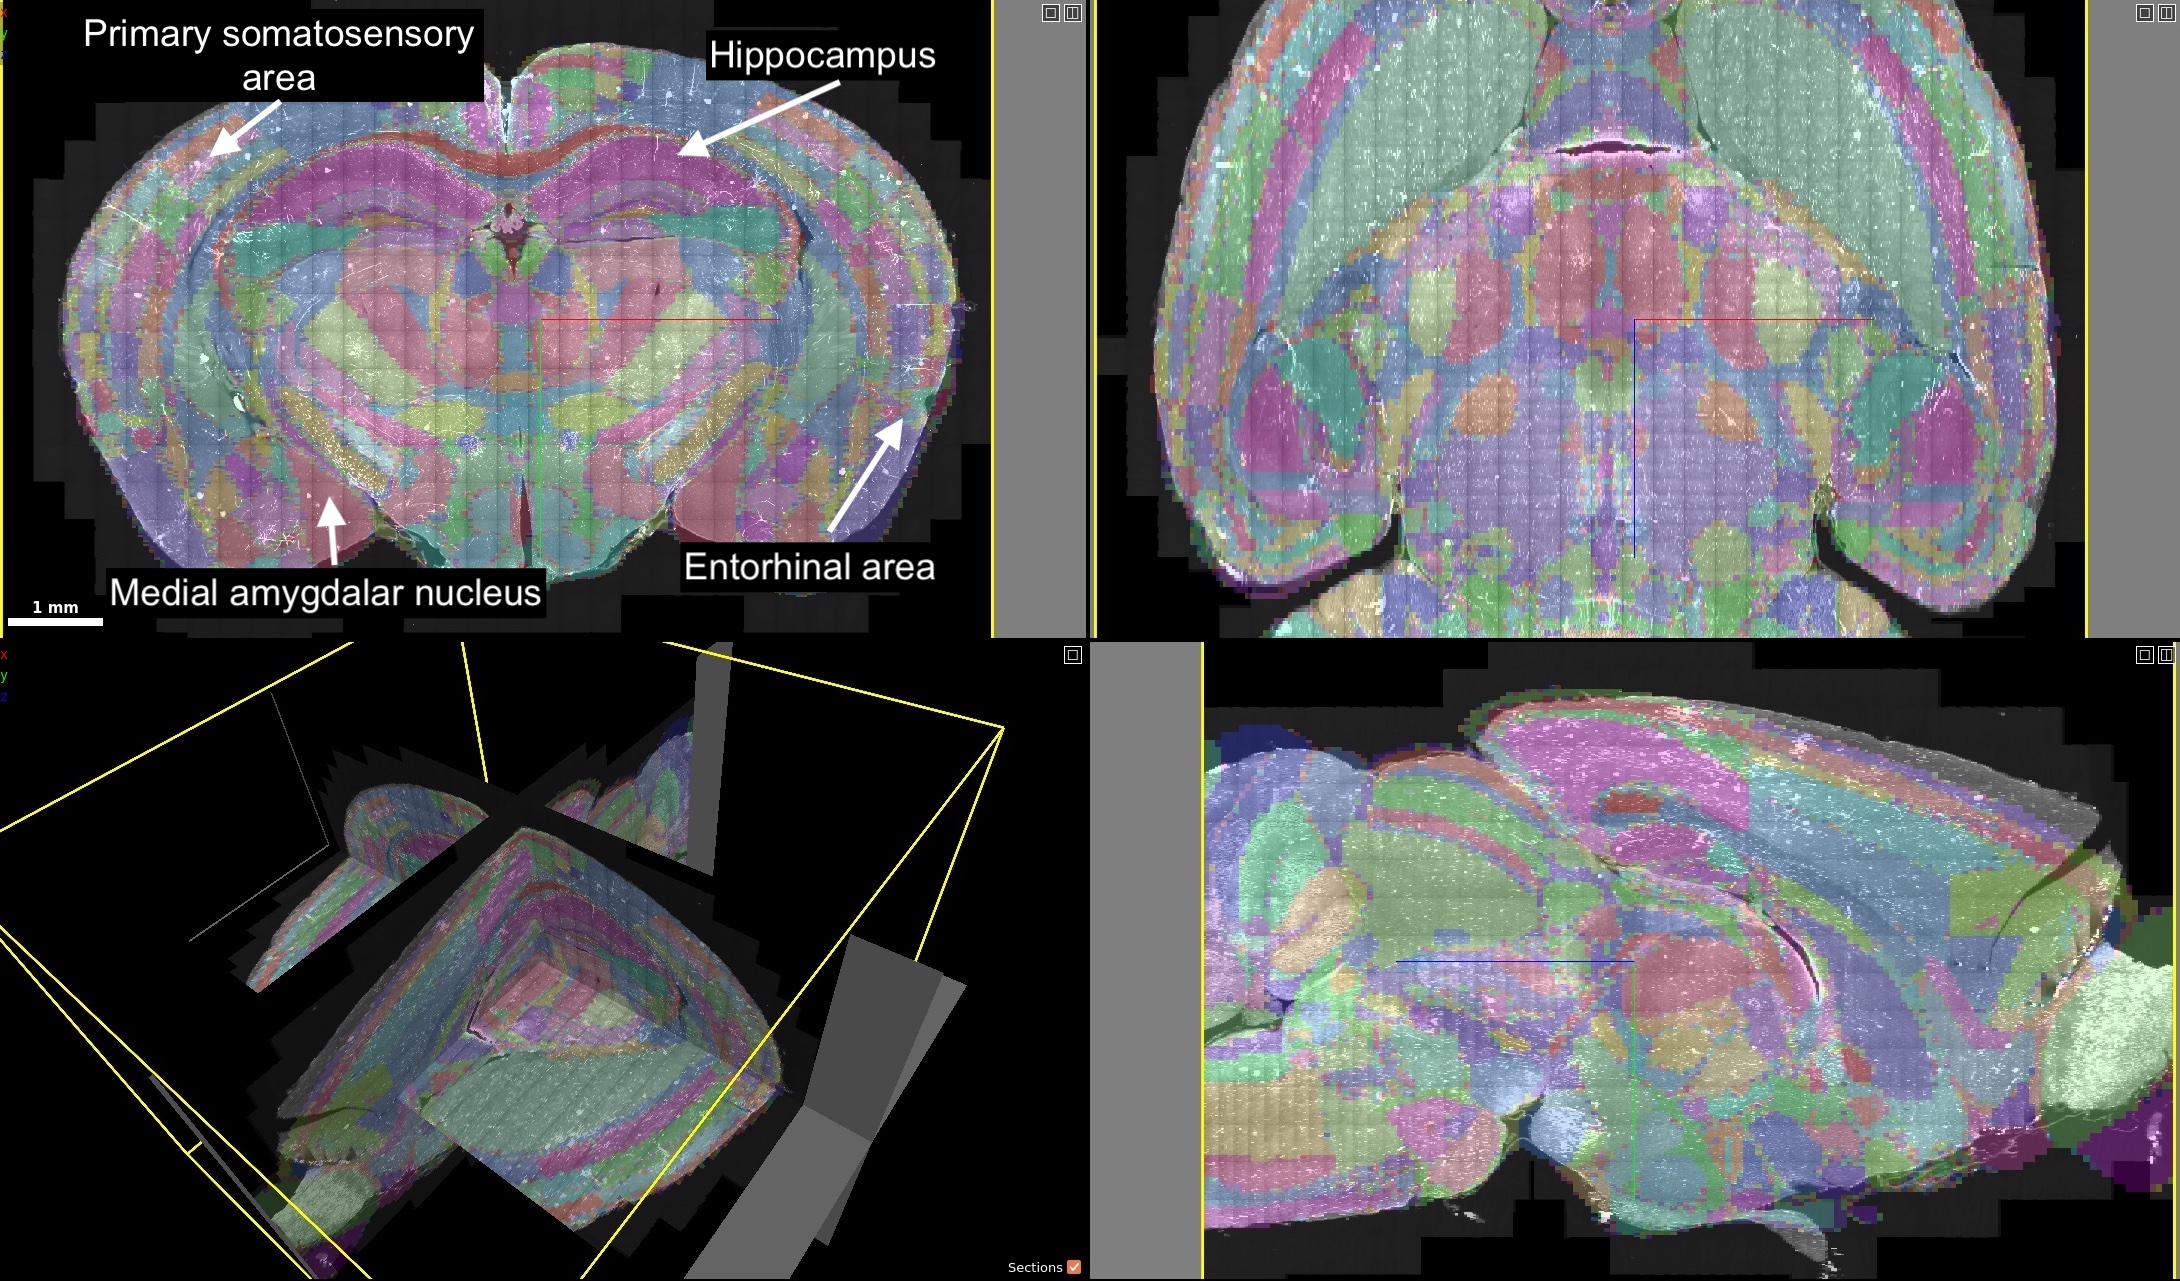 x
y
z
Primary somatosensory
area
Hippocampus
Entorhinal area
Medial amygdalar nucleus
1 mm
x
y
z
Sections